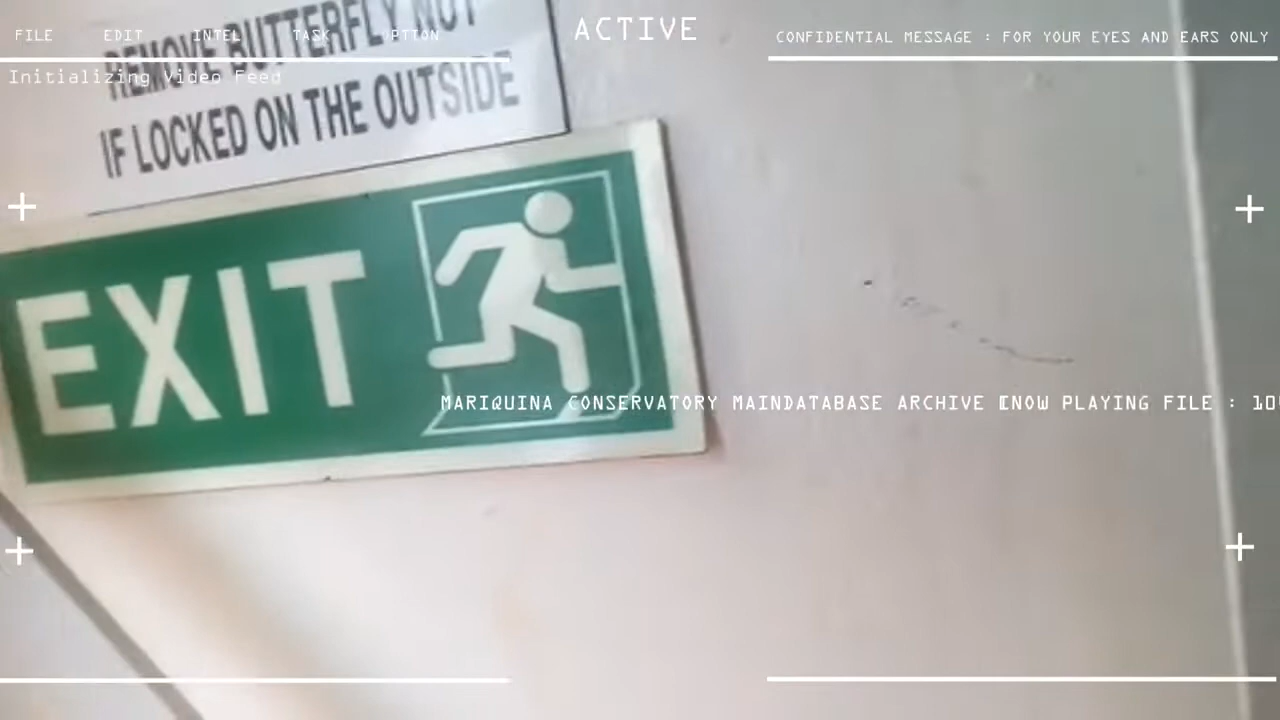 FILE EDIT INTEL TASK OPTION
ACTIVE
CONFIDENTIAL MESSAGE : FOR YOUR EYES AND EARS ONLY
Initializing Video Feed
REMOVE BUTTERFLY NUT
IF LOCKED ON THE OUTSIDE
EXIT
MARIQUINA CONSERVATORY MAINDATABASE ARCHIVE [NOW PLAYING FILE :